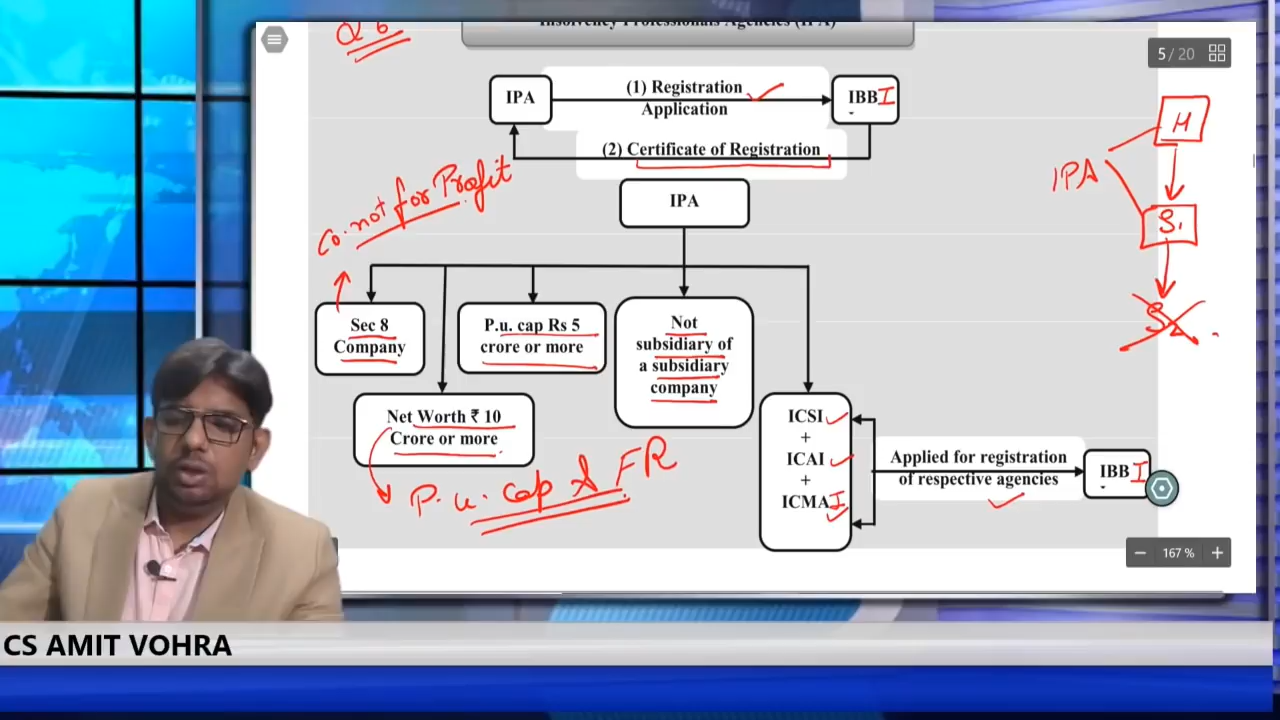 Q 6
Insolvency Professionals Agencies (IPA)
5 / 20
IPA
(1) Registration
Application
IBBI
(2) Certificate of Registration
H
IPA
S1
S2
Co. not for Profit
IPA
Sec 8
Company
P.u. cap Rs 5
crore or more
Not
subsidiary of
a subsidiary
company
Net Worth ₹ 10
Crore or more
P.u. cap & FR
ICSI
+
ICAI
+
ICMAI
Applied for registration
of respective agencies
IBBI
167 %
CS AMIT VOHRA